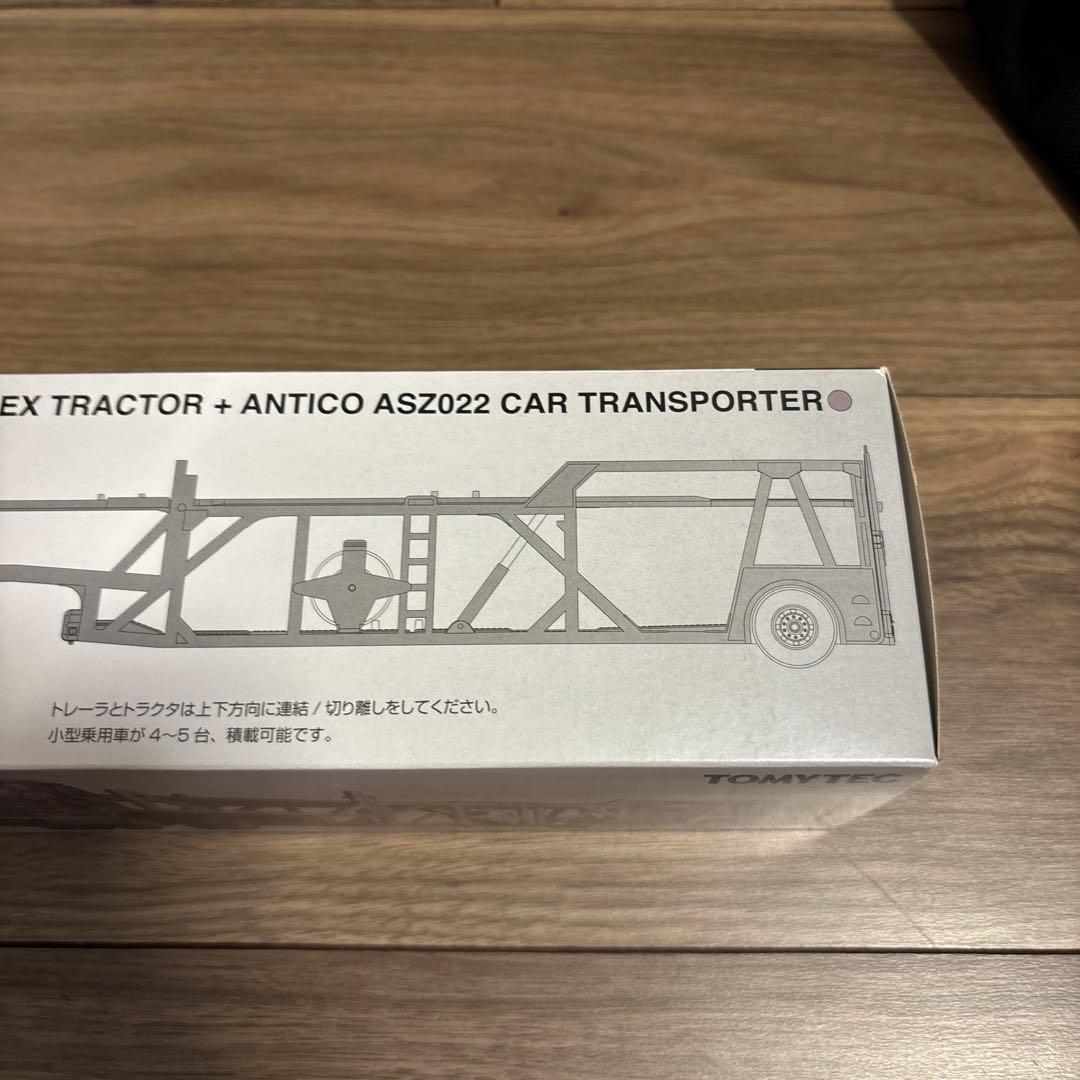 EX TRACTOR + ANTICO ASZ022 CAR TRANSPORTER
トレーラとトラクタは上下方向に連結/切り離しをしてください。
小型乗用車が4〜5台、積載可能です。
TOMYTEC